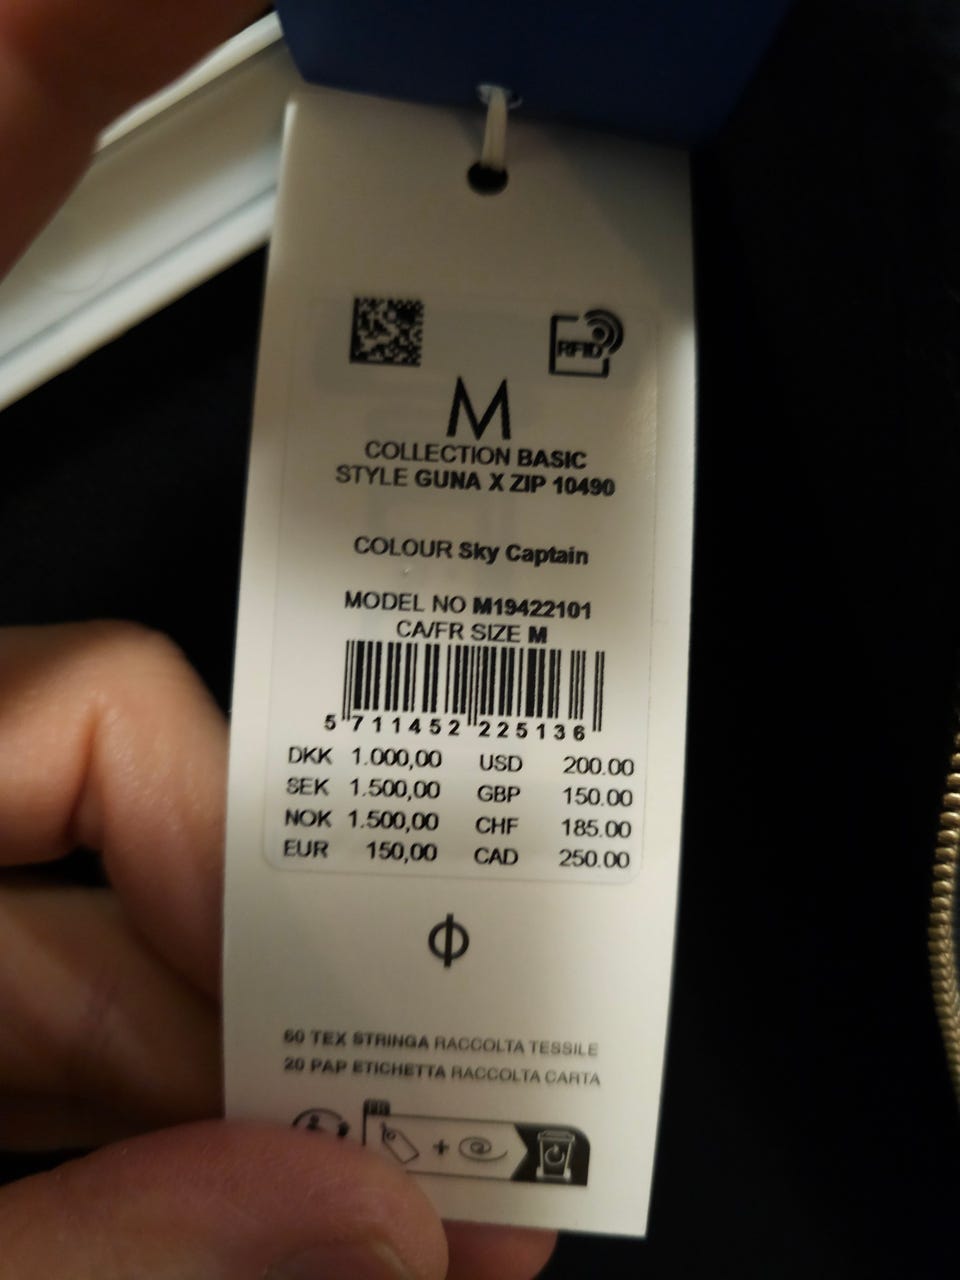 RFID
M
COLLECTION BASIC
STYLE GUNA X ZIP 10490
COLOUR Sky Captain
MODEL NO M19422101
CA/FR SIZE M
5 711452 225136
DKK 1.000,00 USD 200.00
SEK 1.500,00 GBP 150.00
NOK 1.500,00 CHF 185.00
EUR 150,00 CAD 250.00
60 TEX STRINGA RACCOLTA TESSILE
20 PAP ETICHETTA RACCOLTA CARTA
FR
+